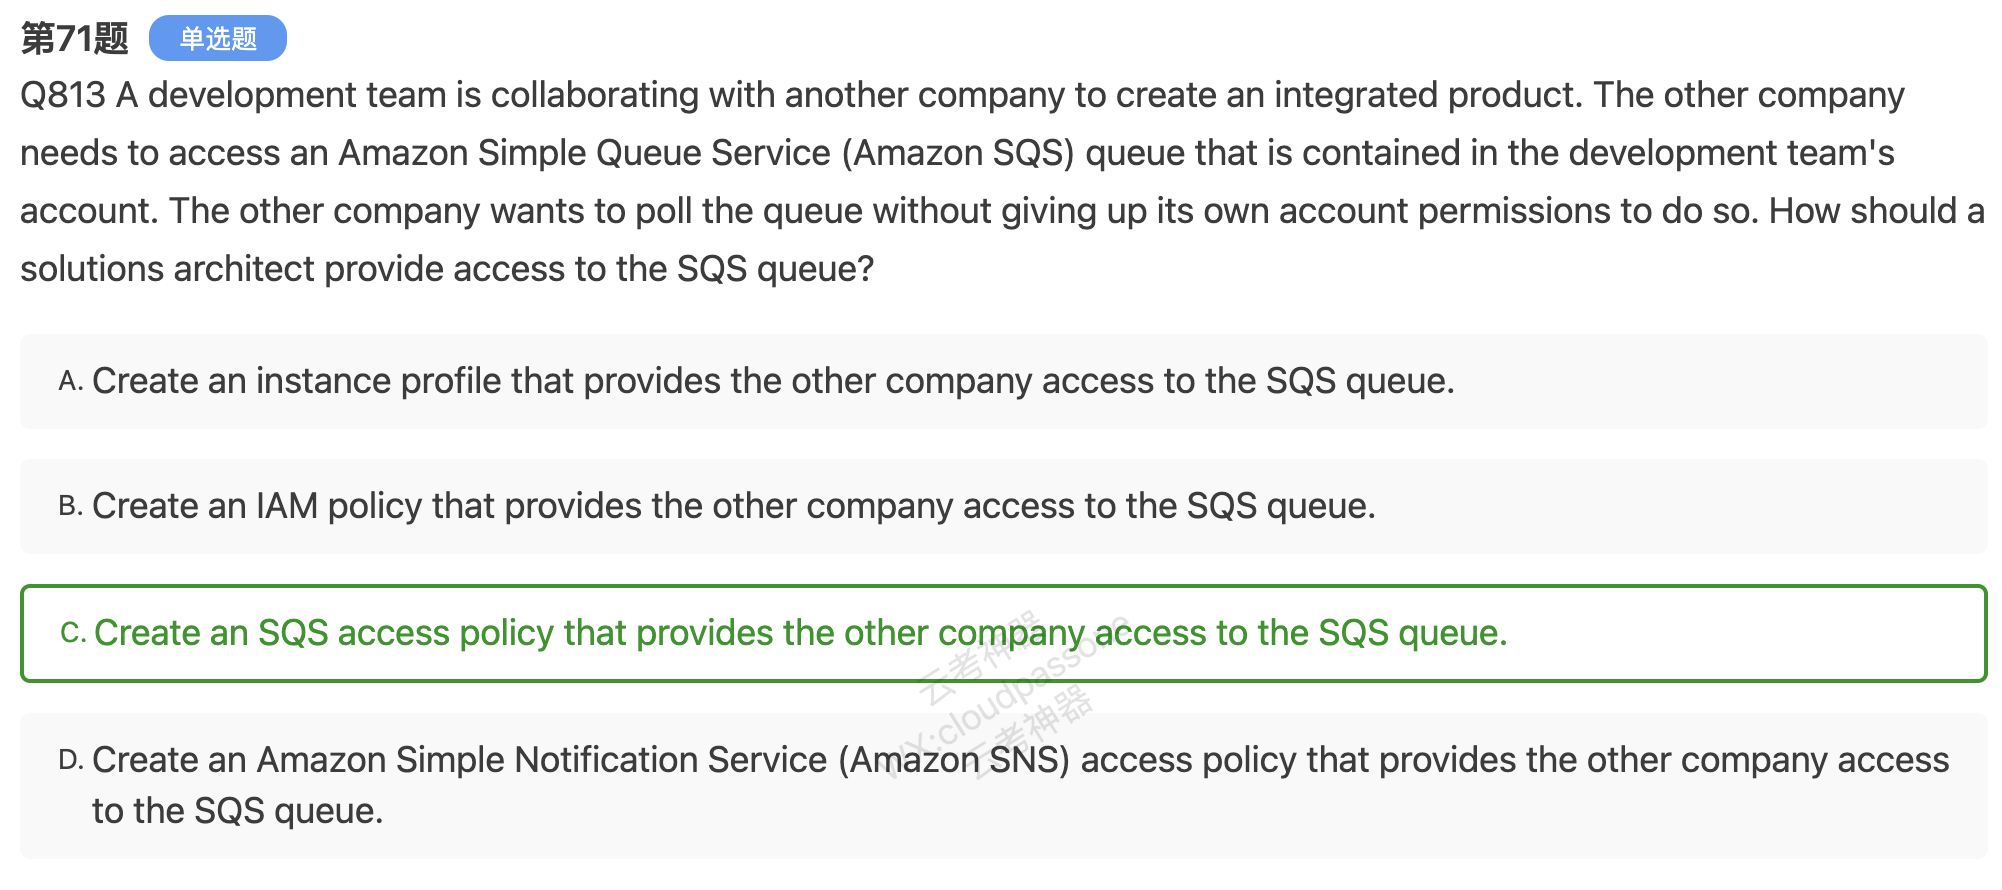 第71题 单选题
Q813 A development team is collaborating with another company to create an integrated product. The other company
needs to access an Amazon Simple Queue Service (Amazon SQS) queue that is contained in the development team's
account. The other company wants to poll the queue without giving up its own account permissions to do so. How should a
solutions architect provide access to the SQS queue?
A. Create an instance profile that provides the other company access to the SQS queue.
B. Create an IAM policy that provides the other company access to the SQS queue.
C. Create an SQS access policy that provides the other company access to the SQS queue.
云考神器
WX:cloudpassone
云考神器
D. Create an Amazon Simple Notification Service (Amazon SNS) access policy that provides the other company access
to the SQS queue.